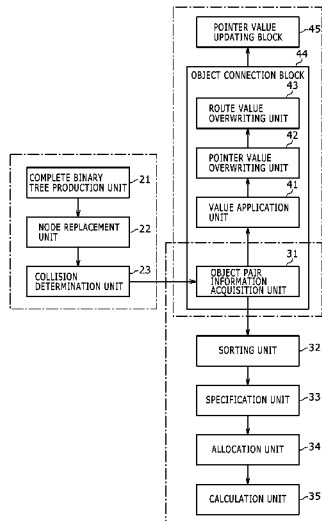 POINTER VALUE
UPDATING BLOCK
45
44
OBJECT CONNECTION BLOCK
43
ROUTE VALUE
OVERWRITING UNIT
42
POINTER VALUE
OVERWRITING UNIT
41
VALUE APPLICATION
UNIT
COMPLETE BINARY
TREE PRODUCTION UNIT
21
NODE REPLACEMENT
UNIT
22
COLLISION
DETERMINATION UNIT
23
31
OBJECT PAIR
INFORMATION
ACQUISITION UNIT
SORTING UNIT
32
SPECIFICATION UNIT
33
ALLOCATION UNIT
34
CALCULATION UNIT
35